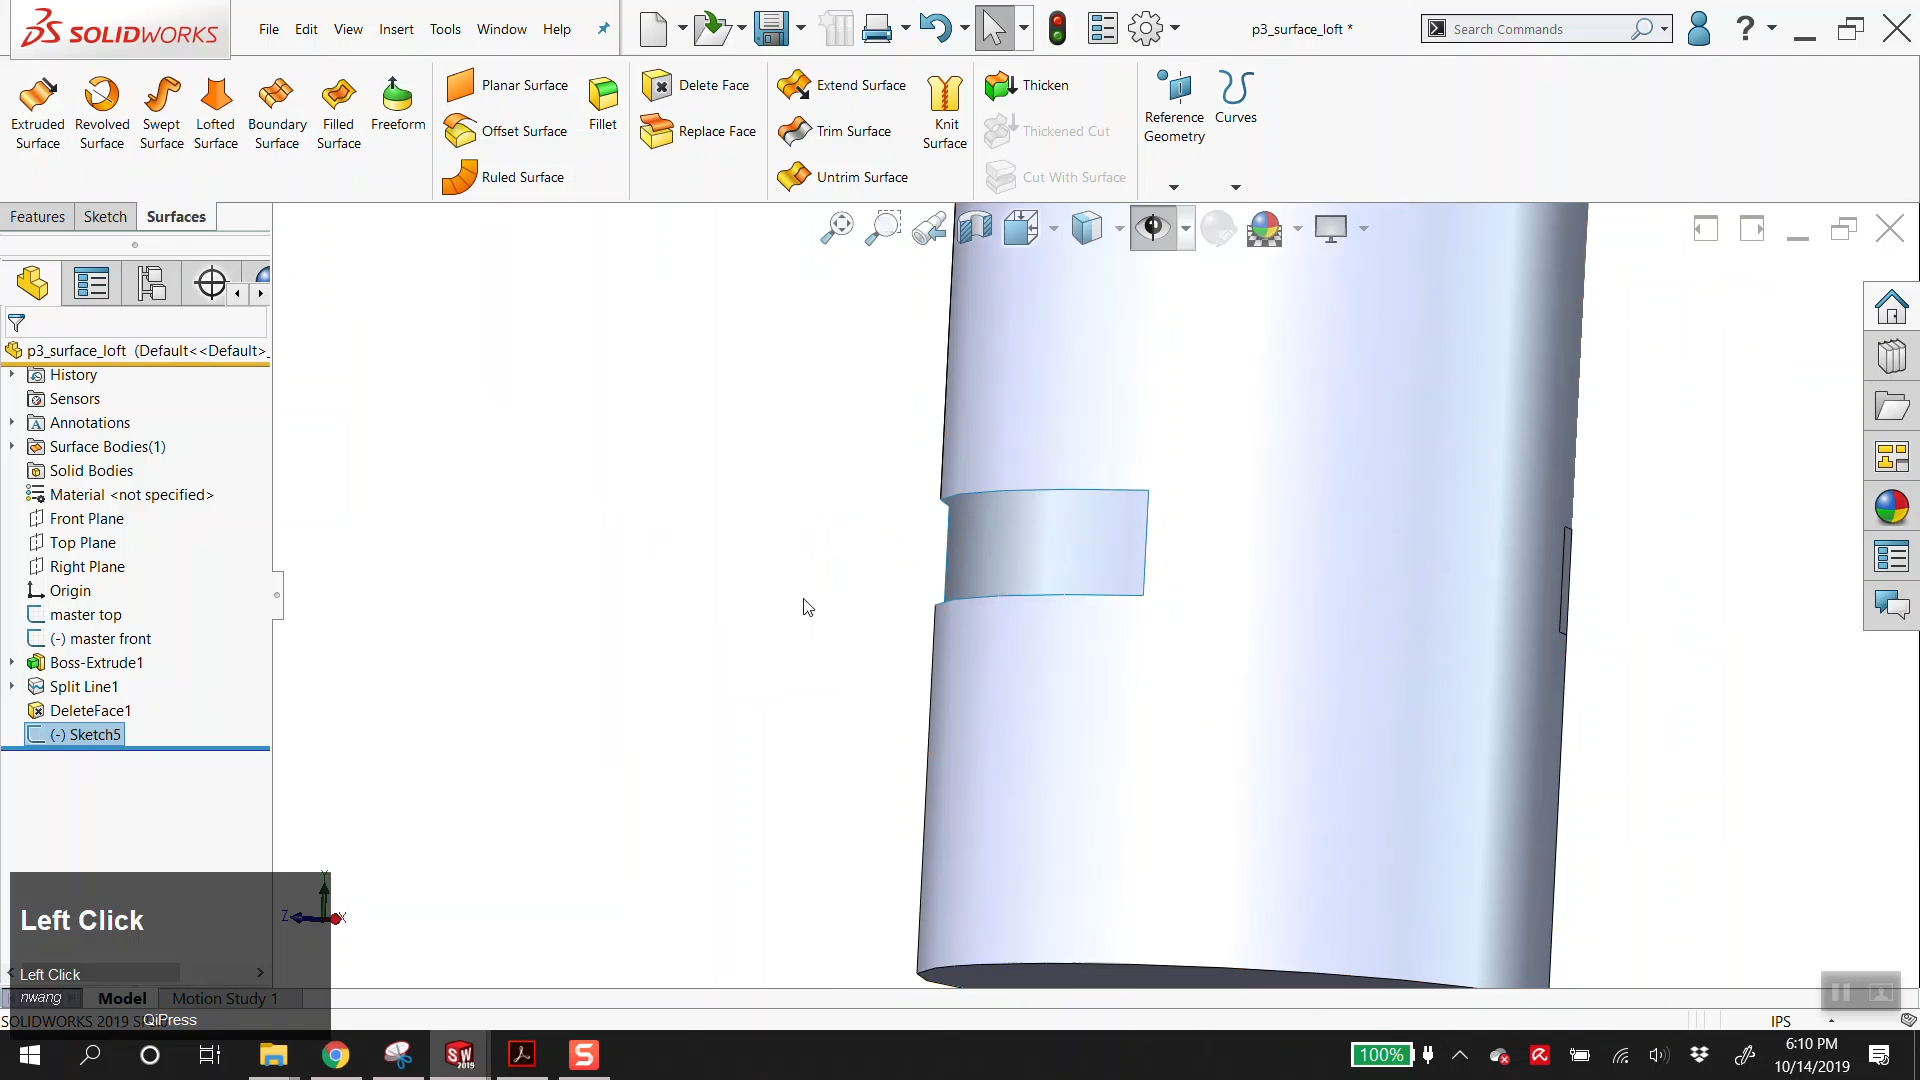 SOLIDWORKS
File Edit View Insert Tools Window Help
p3_surface_loft *
Search Commands
Extruded Surface
Revolved Surface
Swept Surface
Lofted Surface
Boundary Surface
Filled Surface
Freeform
Planar Surface
Offset Surface
Ruled Surface
Fillet
Delete Face
Replace Face
Extend Surface
Trim Surface
Untrim Surface
Knit Surface
Thicken
Thickened Cut
Cut With Surface
Reference Geometry
Curves
Features Sketch Surfaces
p3_surface_loft (Default<<Default>_
History
Sensors
Annotations
Surface Bodies(1)
Solid Bodies
Material <not specified>
Front Plane
Top Plane
Right Plane
Origin
master top
(-) master front
Boss-Extrude1
Split Line1
DeleteFace1
(-) Sketch5
Y
Z
X
Left Click
Left Click
nwang
Model Motion Study 1
SOLIDWORKS 2019 SP
QiPress
IPS
SW
2019
S
100%
6:10 PM
10/14/2019